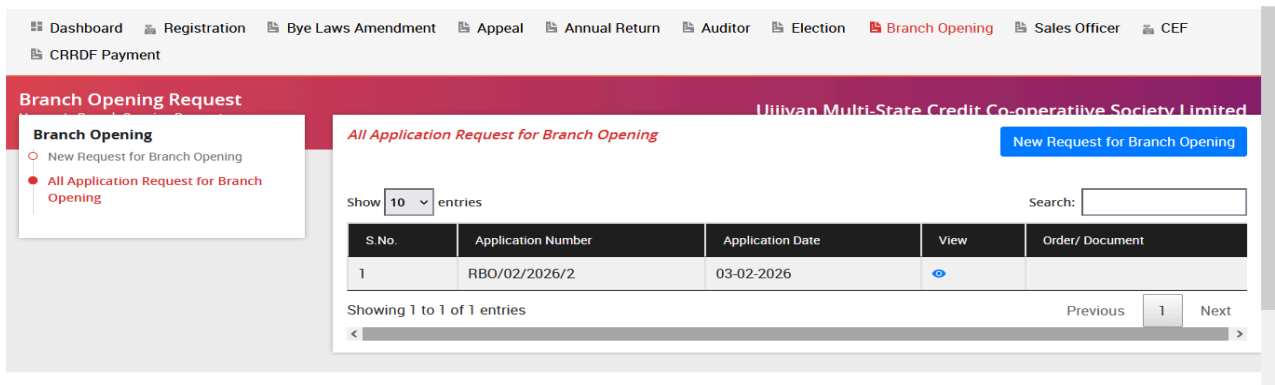 Dashboard Registration Bye Laws Amendment Appeal Annual Return Auditor Election Branch Opening Sales Officer CEF
CRRDF Payment
Branch Opening Request
Ujjivan Multi-State Credit Co-operatiive Society Limited
Branch Opening
New Request for Branch Opening
All Application Request for Branch
Opening
All Application Request for Branch Opening
New Request for Branch Opening
Show 10 entries
Search:
S.No. Application Number Application Date View Order/ Document
1 RBO/02/2026/2 03-02-2026
Showing 1 to 1 of 1 entries
Previous 1 Next